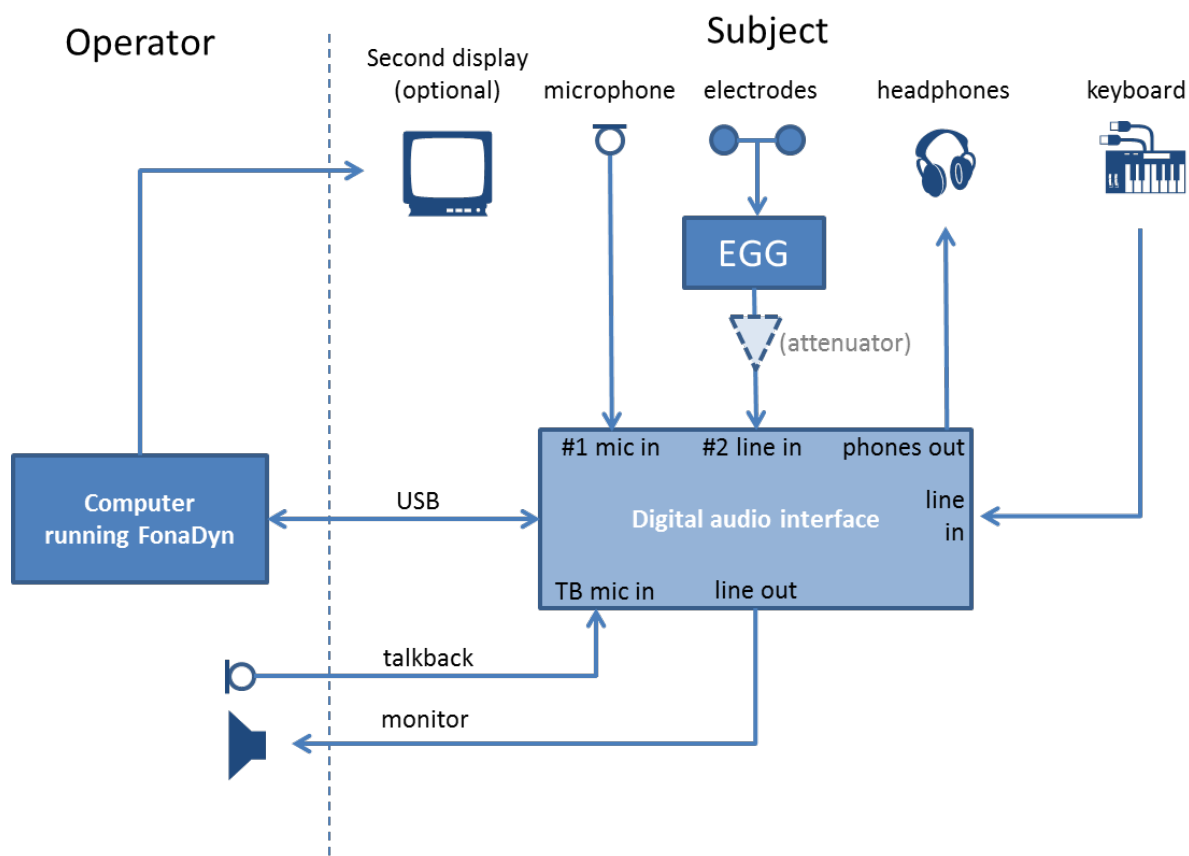 Operator
Subject
Second display
(optional)
microphone
electrodes
headphones
keyboard
EGG
(attenuator)
#1 mic in
#2 line in
phones out
Computer
running FonaDyn
USB
Digital audio interface
line
in
TB mic in
line out
talkback
monitor